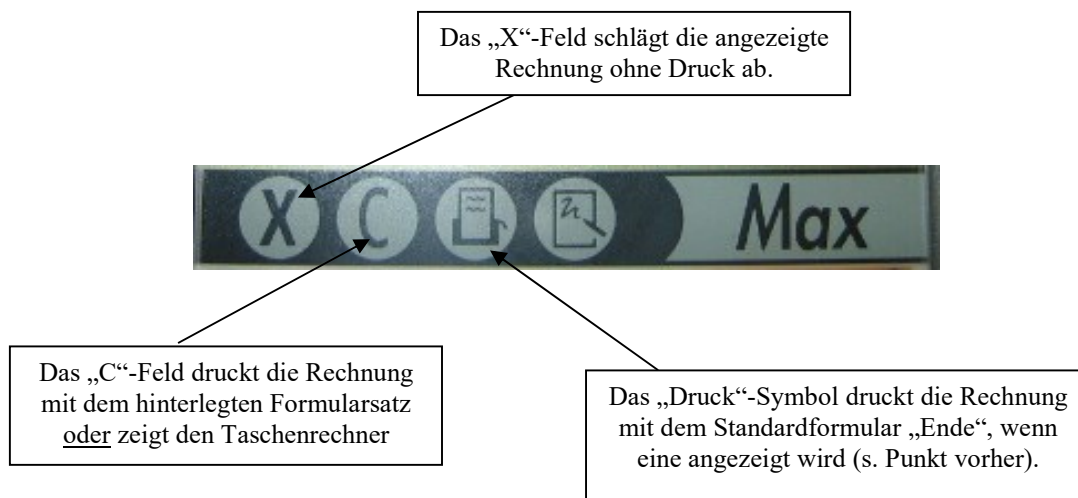 Das „X“-Feld schlägt die angezeigte
Rechnung ohne Druck ab.
X C Max
Das „C“-Feld druckt die Rechnung
mit dem hinterlegten Formularsatz
oder zeigt den Taschenrechner
Das „Druck“-Symbol druckt die Rechnung
mit dem Standardformular „Ende“, wenn
eine angezeigt wird (s. Punkt vorher).